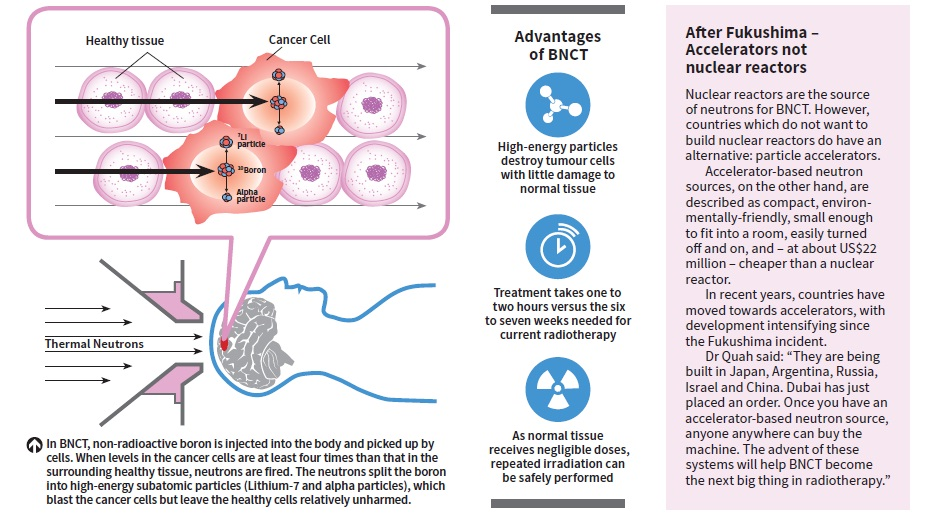 Healthy tissue
Cancer Cell
⁷LI
particle
¹⁰Boron
Alpha
particle
Thermal Neutrons
In BNCT, non-radioactive boron is injected into the body and picked up by
cells. When levels in the cancer cells are at least four times than that in the
surrounding healthy tissue, neutrons are fired. The neutrons split the boron
into high-energy subatomic particles (Lithium-7 and alpha particles), which
blast the cancer cells but leave the healthy cells relatively unharmed.
Advantages
of BNCT
High-energy particles
destroy tumour cells
with little damage to
normal tissue
Treatment takes one to
two hours versus the six
to seven weeks needed for
current radiotherapy
As normal tissue
receives negligible doses,
repeated irradiation can
be safely performed
After Fukushima –
Accelerators not
nuclear reactors
Nuclear reactors are the source
of neutrons for BNCT. However,
countries which do not want to
build nuclear reactors do have an
alternative: particle accelerators.
Accelerator-based neutron
sources, on the other hand, are
described as compact, environ-
mentally-friendly, small enough
to fit into a room, easily turned
off and on, and – at about US$22
million – cheaper than a nuclear
reactor.
In recent years, countries have
moved towards accelerators, with
development intensifying since
the Fukushima incident.
Dr Quah said: “They are being
built in Japan, Argentina, Russia,
Israel and China. Dubai has just
placed an order. Once you have an
accelerator-based neutron source,
anyone anywhere can buy the
machine. The advent of these
systems will help BNCT become
the next big thing in radiotherapy.”